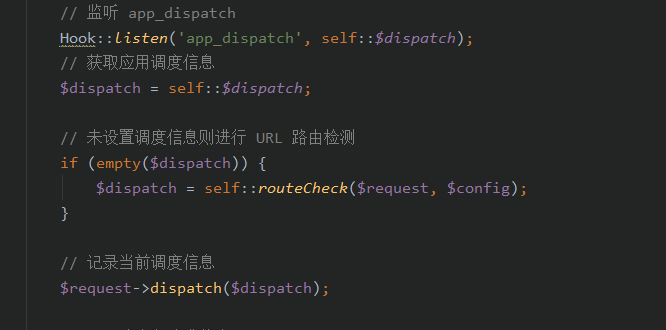 // 监听 app_dispatch
Hook::listen('app_dispatch', self::$dispatch);
// 获取应用调度信息
$dispatch = self::$dispatch;
// 未设置调度信息则进行 URL 路由检测
if (empty($dispatch)) {
$dispatch = self::routeCheck($request, $config);
}
// 记录当前调度信息
$request->dispatch($dispatch);